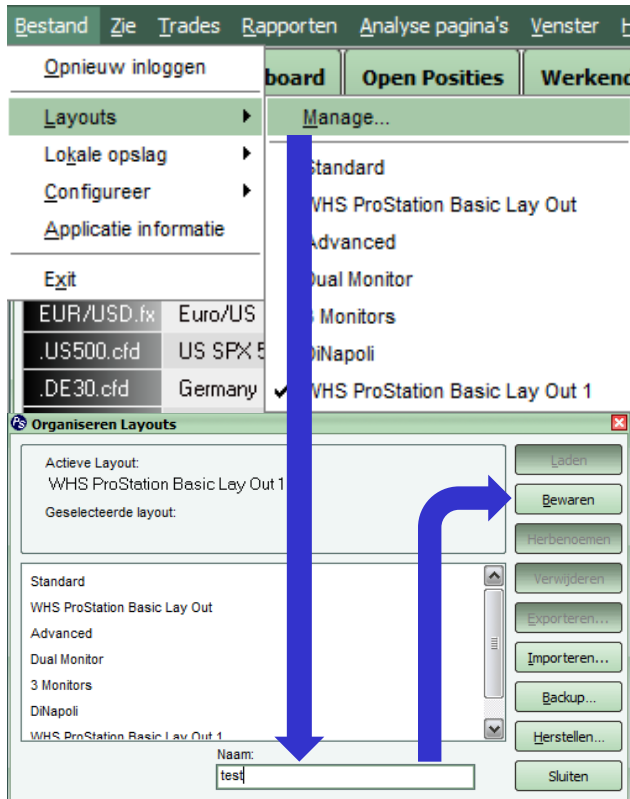 Bestand Zie Trades Rapporten Analyse pagina's Venster
Opnieuw inloggen
board Open Posities Werkend
Layouts
Manage...
Lokale opslag
Standard
Configureer
WHS ProStation Basic Lay Out
Applicatie informatie
Advanced
Exit
Dual Monitor
EUR/USD.fx Euro/US
3 Monitors
.US500.cfd US SPX 5
DiNapoli
.DE30.cfd Germany
WHS ProStation Basic Lay Out 1
Ps Organiseren Layouts
Actieve Layout:
WHS ProStation Basic Lay Out 1
Geselecteerde layout:
Laden
Bewaren
Herbenoemen
Standard
WHS ProStation Basic Lay Out
Advanced
Dual Monitor
3 Monitors
DiNapoli
WHS ProStation Basic Lay Out 1
Verwijderen
Exporteren...
Importeren...
Backup...
Herstellen...
Naam:
test
Sluiten